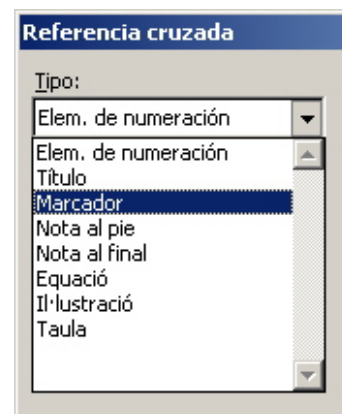 Referencia cruzada
Tipo:
Elem. de numeración
Elem. de numeración
Título
Marcador
Nota al pie
Nota al final
Equació
Il·lustració
Taula